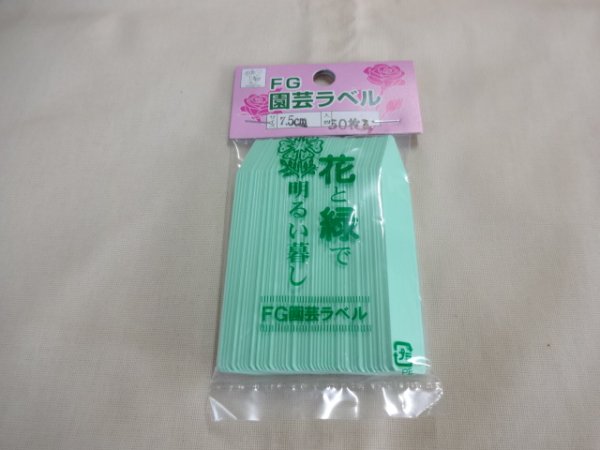 FG
園芸ラベル
7.5cm
50枚入
花と緑で
明るい暮し
FG園芸ラベル
PE